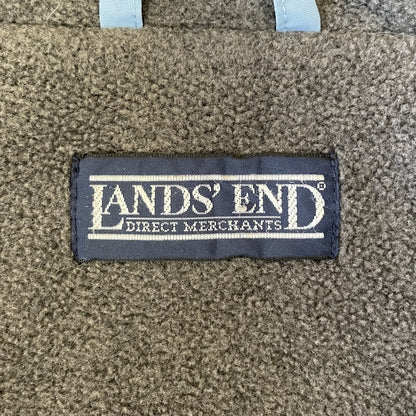 LANDS' END®
DIRECT MERCHANTS